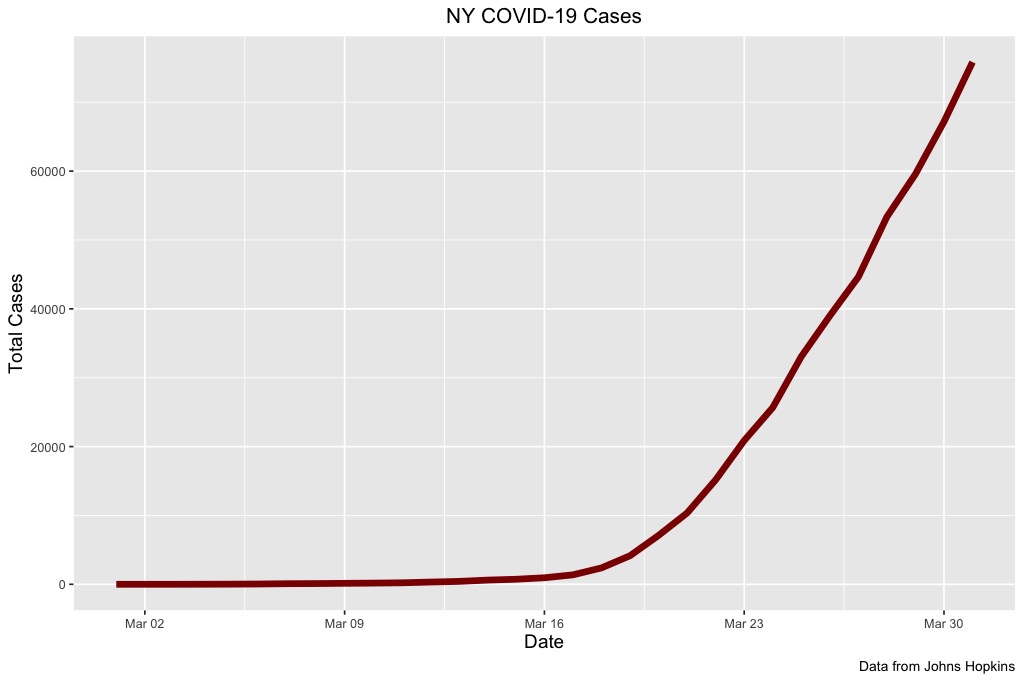 NY COVID-19 Cases
Total Cases
60000
40000
20000
0
Mar 02 Mar 09 Mar 16 Mar 23 Mar 30
Date
Data from Johns Hopkins